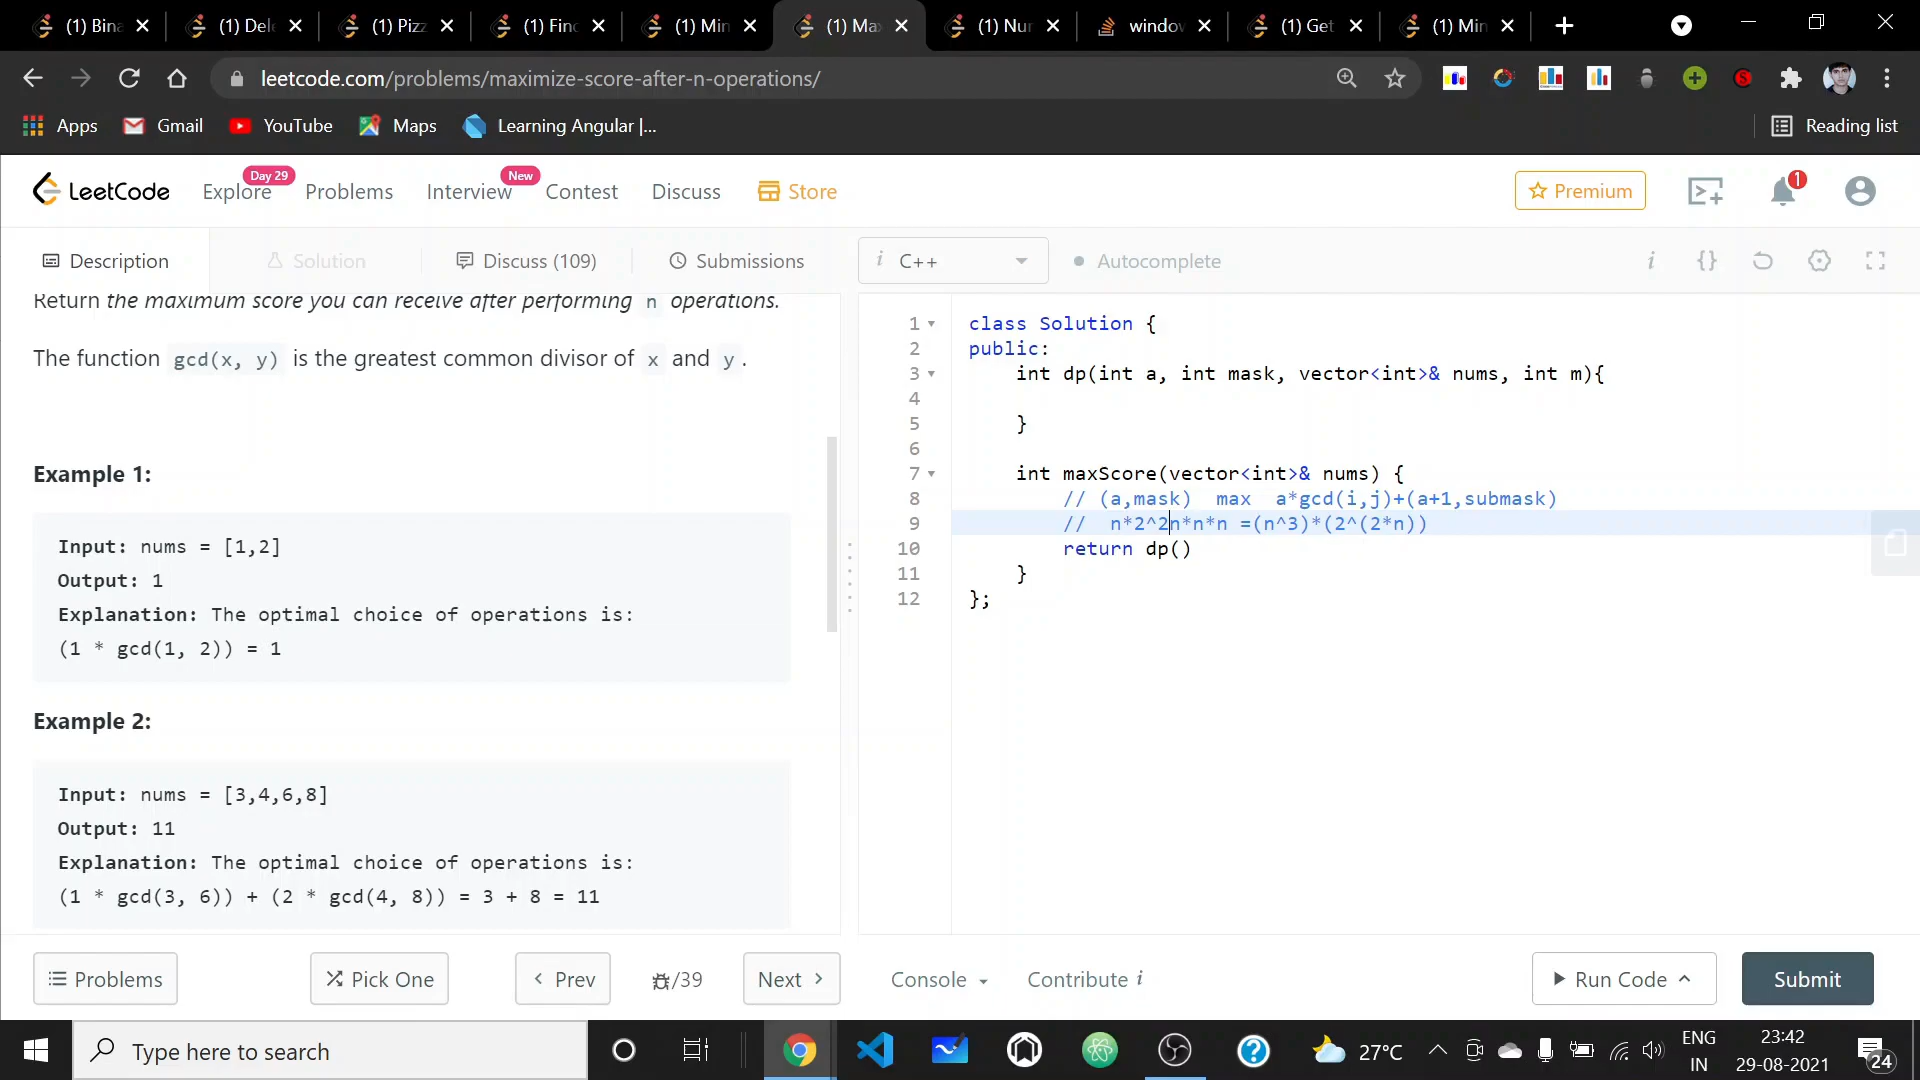 (1) Bina
(1) Dele
(1) Pizz
(1) Find
(1) Min
(1) Max
(1) Nur
window
(1) Get
(1) Min
leetcode.com/problems/maximize-score-after-n-operations/
Apps
Gmail
YouTube
Maps
Learning Angular |...
Reading list
LeetCode
Explore
Day 29
Problems
Interview
New
Contest
Discuss
Store
Premium
1
Description
Solution
Discuss (109)
Submissions
i C++
Autocomplete
i {}
Return the maximum score you can receive after performing n operations.
The function gcd(x, y) is the greatest common divisor of x and y.
Example 1:
Input: nums = [1,2]
Output: 1
Explanation: The optimal choice of operations is:
(1 * gcd(1, 2)) = 1
Example 2:
Input: nums = [3,4,6,8]
Output: 11
Explanation: The optimal choice of operations is:
(1 * gcd(3, 6)) + (2 * gcd(4, 8)) = 3 + 8 = 11
1 class Solution {
2 public:
3 int dp(int a, int mask, vector<int>& nums, int m){
4
5 }
6
7 int maxScore(vector<int>& nums) {
8 // (a,mask)  max  a*gcd(i,j)+(a+1,submask)
9 //  n*2^2n*n*n =(n^3)*(2^(2*n))
10 return dp()
11 }
12 };
Problems
Pick One
Prev
/39
Next
Console
Contribute i
Run Code
Submit
Type here to search
27°C
ENG
IN
23:42
29-08-2021
24